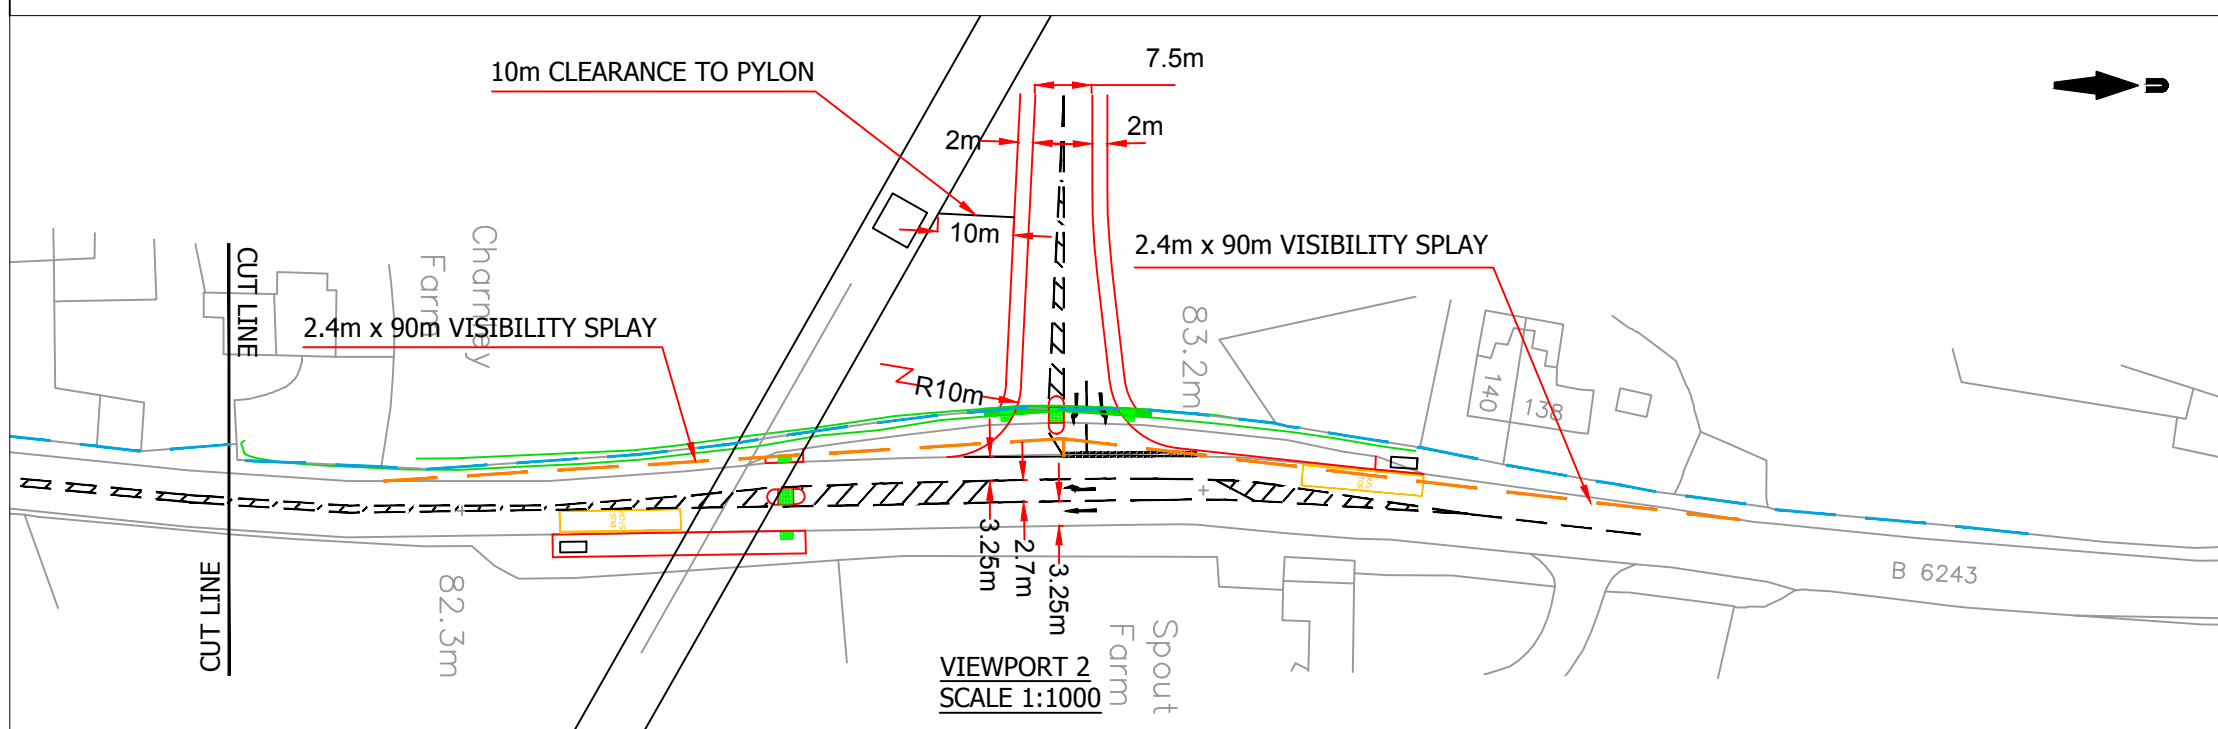 7.5m
10m CLEARANCE TO PYLON
n
2m
2m
10m
2.4m x 90m VISIBILITY SPLAY
CUT LINE
Charnley
Farm
2.4m x 90m VISIBILITY SPLAY
83.2m
R10m
140
138
3.25m
2.7m
3.25m
B 6243
CUT LINE
82.3m
Spout
Farm
VIEWPORT 2
SCALE 1:1000